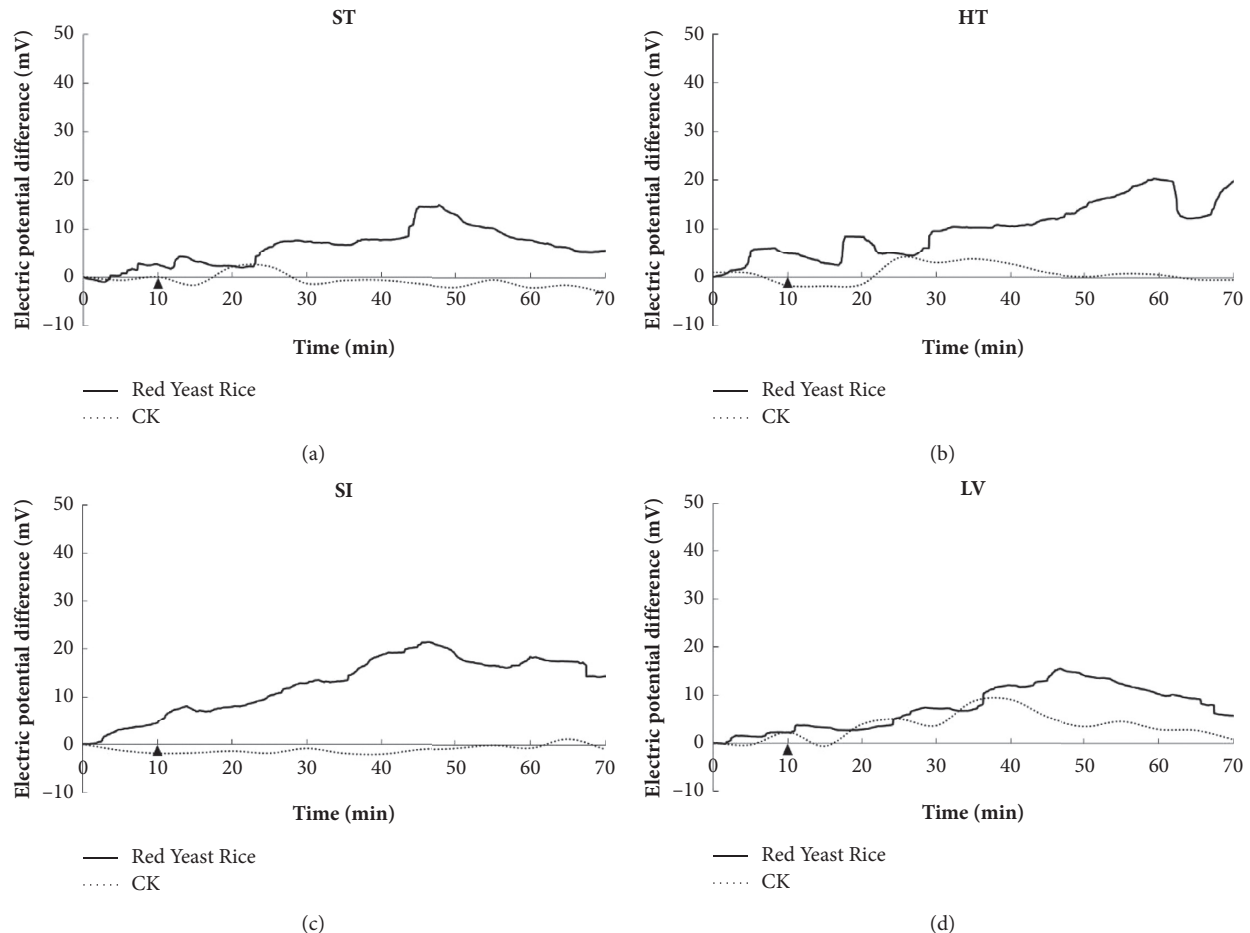 ST
Electric potential difference (mV)
50
40
30
20
10
0
−10
0 10 20 30 40 50 60 70
Time (min)
Red Yeast Rice
CK
(a)
HT
Electric potential difference (mV)
50
40
30
20
10
0
−10
0 10 20 30 40 50 60 70
Time (min)
Red Yeast Rice
CK
(b)
SI
Electric potential difference (mV)
50
40
30
20
10
0
−10
0 10 20 30 40 50 60 70
Time (min)
Red Yeast Rice
CK
(c)
LV
Electric potential difference (mV)
50
40
30
20
10
0
−10
0 10 20 30 40 50 60 70
Time (min)
Red Yeast Rice
CK
(d)